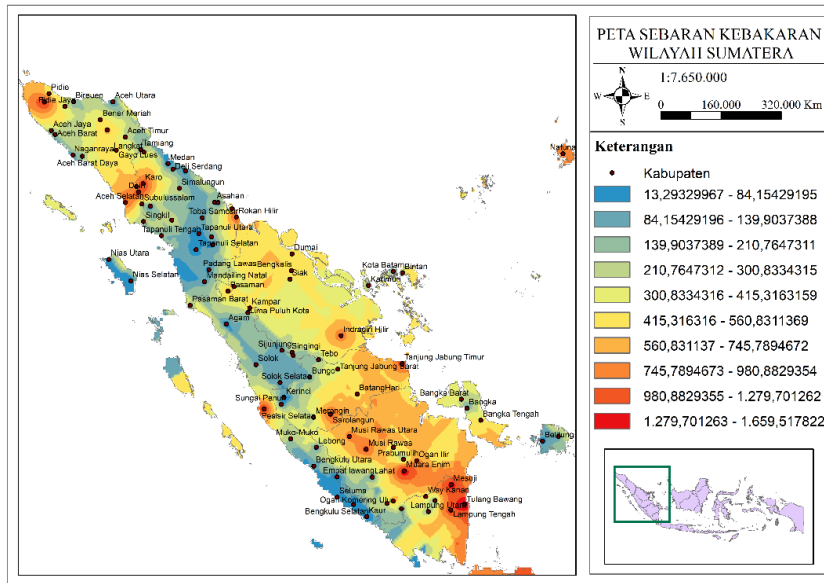 PETA SEBARAN KEBAKARAN
WILAYAH SUMATERA
N
W
E
S
1:7.650.000
0
160.000
320.000 Km
Keterangan
Kabupaten
13,29329967 - 84,15429195
84,15429196 - 139,9037388
139,9037389 - 210,7647311
210,7647312 - 300,8334315
300,8334316 - 415,3163159
415,316316 - 560,8311369
560,831137 - 745,7894672
745,7894673 - 980,8829354
980,8829355 - 1.279,701262
1.279,701263 - 1.659,517822
Pidie
Pidie Jaya
Bireuen
Aceh Utara
Bener Meriah
Aceh Jaya
Aceh Barat
Aceh Timur
Naganraya
Langkat
Tamiang
Gayo Lues
Aceh Barat Daya
Medan
Deli Serdang
Natuna
Karo
Dairi
Simalungun
Aceh Selatan
Subulussalam
Asahan
Singkil
Toba Samosir
Rokan Hilir
Tapanuli Tengah
Tapanuli Utara
Tapanuli Selatan
Nias Utara
Nias Selatan
Dumai
Padang Lawas
Bengkalis
Siak
Mandailing Natal
Pasaman
Kota Batam
Bintan
Karimun
Pasaman Barat
Kampar
Lima Puluh Kota
Agam
Indragiri Hilir
Sijunjung
Singingi
Solok
Tebo
Tanjung Jabung Timur
Bungo
Tanjung Jabung Barat
Solok Selatan
Kerinci
BatangHari
Sungai Penuh
Pesisir Selatan
Merangin
Sarolangun
Bangka Barat
Bangka
Bangka Tengah
Belitung
Muko-Muko
Musi Rawas Utara
Lebong
Musi Rawas
Prabumulih
Ogan Ilir
Bengkulu Utara
Empat lawang
Lahat
Muara Enim
Mesuji
Seluma
Way Kanan
Ogan Komering Ulu
Tulang Bawang
Lampung Utara
Bengkulu Selatan
Kaur
Lampung Tengah